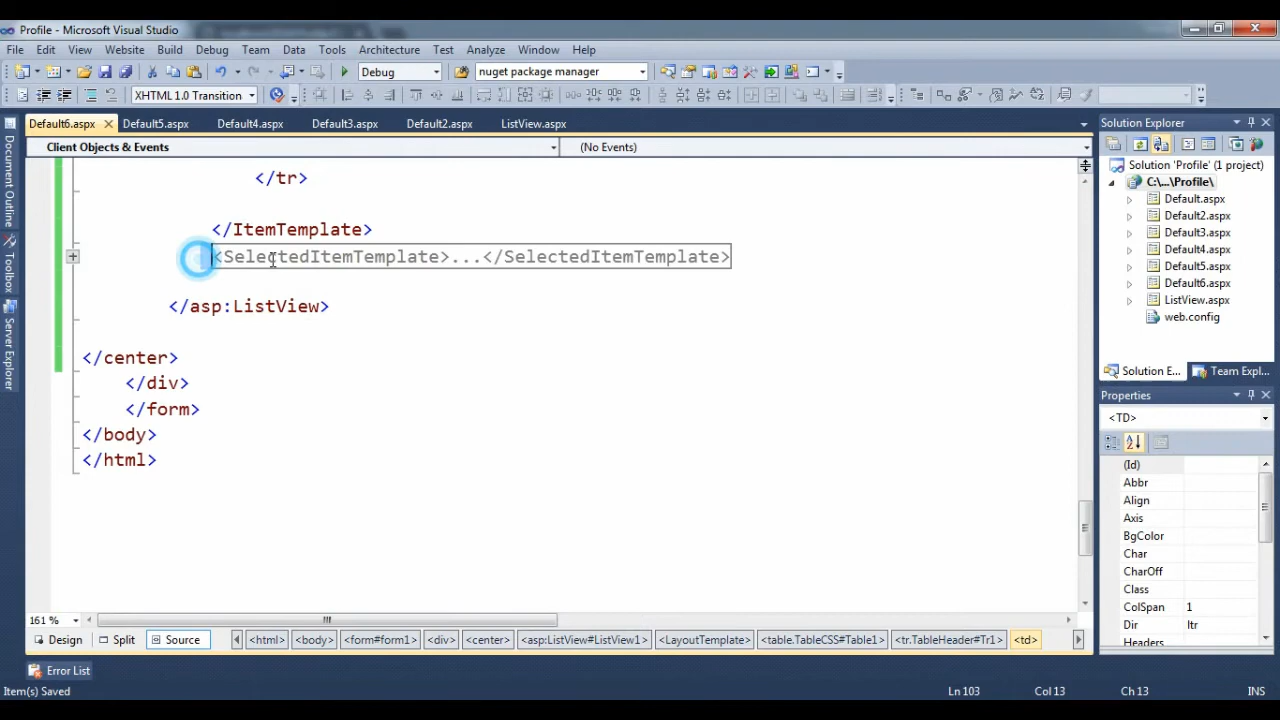 Profile - Microsoft Visual Studio
File Edit View Website Build Debug Team Data Tools Architecture Test Analyze Window Help
Debug nuget package manager
XHTML 1.0 Transition
Default6.aspx Default5.aspx Default4.aspx Default3.aspx Default2.aspx ListView.aspx
Client Objects & Events (No Events)
Document Outline
Toolbox
Server Explorer
</tr>
</ItemTemplate>
<SelectedItemTemplate>...</SelectedItemTemplate>
</asp:ListView>
</center>
</div>
</form>
</body>
</html>
161 %
Design Split Source <html> <body> <form#form1> <div> <center> <asp:ListView#ListView1> <LayoutTemplate> <table.TableCSS#Table1> <tr.TableHeader#Tr1> <td>
Error List
Item(s) Saved Ln 103 Col 13 Ch 13 INS
Solution Explorer
Solution 'Profile' (1 project)
C:\...\Profile\
Default.aspx
Default2.aspx
Default3.aspx
Default4.aspx
Default5.aspx
Default6.aspx
ListView.aspx
web.config
Solution E... Team Expl...
Properties
<TD>
(Id)
Abbr
Align
Axis
BgColor
Char
CharOff
Class
ColSpan 1
Dir ltr
Headers